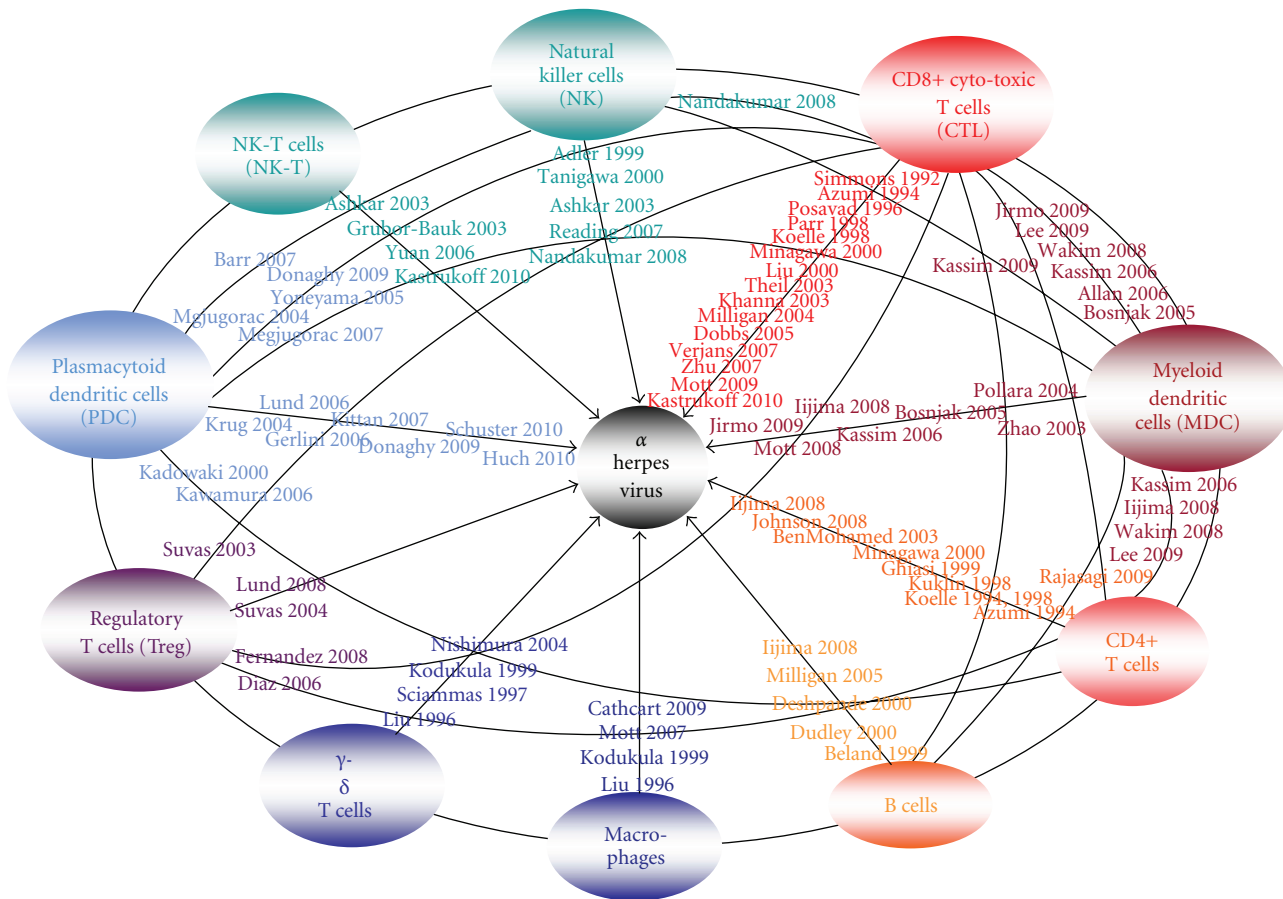 Natural
killer cells
(NK)
CD8+ cyto-toxic
T cells
(CTL)
Nandakumar 2008
NK-T cells
(NK-T)
Adler 1999
Tanigawa 2000
Ashkar 2003
Reading 2007
Nandakumar 2008
Ashkar 2003
Grubor-Bauk 2003
Yuan 2006
Kastrukoff 2010
Simmons 1992
Azumi 1994
Posavad 1996
Parr 1998
Koelle 1998
Minagawa 2000
Liu 2000
Theil 2003
Khanna 2003
Milligan 2004
Dobbs 2005
Verjans 2007
Zhu 2007
Mott 2009
Kastrukoff 2010
Jirmo 2009
Lee 2009
Wakim 2008
Kassim 2006
Allan 2006
Bosnjak 2005
Kassim 2009
Barr 2007
Donaghy 2009
Yoneyama 2005
Mgjugorac 2004
Megjugorac 2007
Plasmacytoid
dendritic cells
(PDC)
Myeloid
dendritic
cells (MDC)
Lund 2006
Krug 2004
Kittan 2007
Gerlini 2006
Donaghy 2009
Schuster 2010
Huch 2010
Pollara 2004
Iijima 2008
Bosnjak 2005
Zhao 2003
Jirmo 2009
Kassim 2006
Mott 2008
α
herpes
virus
Kadowaki 2000
Kawamura 2006
Kassim 2006
Iijima 2008
Wakim 2008
Lee 2009
Iijima 2008
Johnson 2008
BenMohamed 2003
Minagawa 2000
Ghiasi 1999
Kuklin 1998
Koelle 1994, 1998
Azumi 1994
Rajasagi 2009
Suvas 2003
Lund 2008
Suvas 2004
Regulatory
T cells (Treg)
CD4+
T cells
Fernandez 2008
Diaz 2006
Nishimura 2004
Kodukula 1999
Sciammas 1997
Liu 1996
Iijima 2008
Milligan 2005
Deshpande 2000
Dudley 2000
Beland 1999
Cathcart 2009
Mott 2007
Kodukula 1999
Liu 1996
γ-
δ
T cells
B cells
Macro-
phages